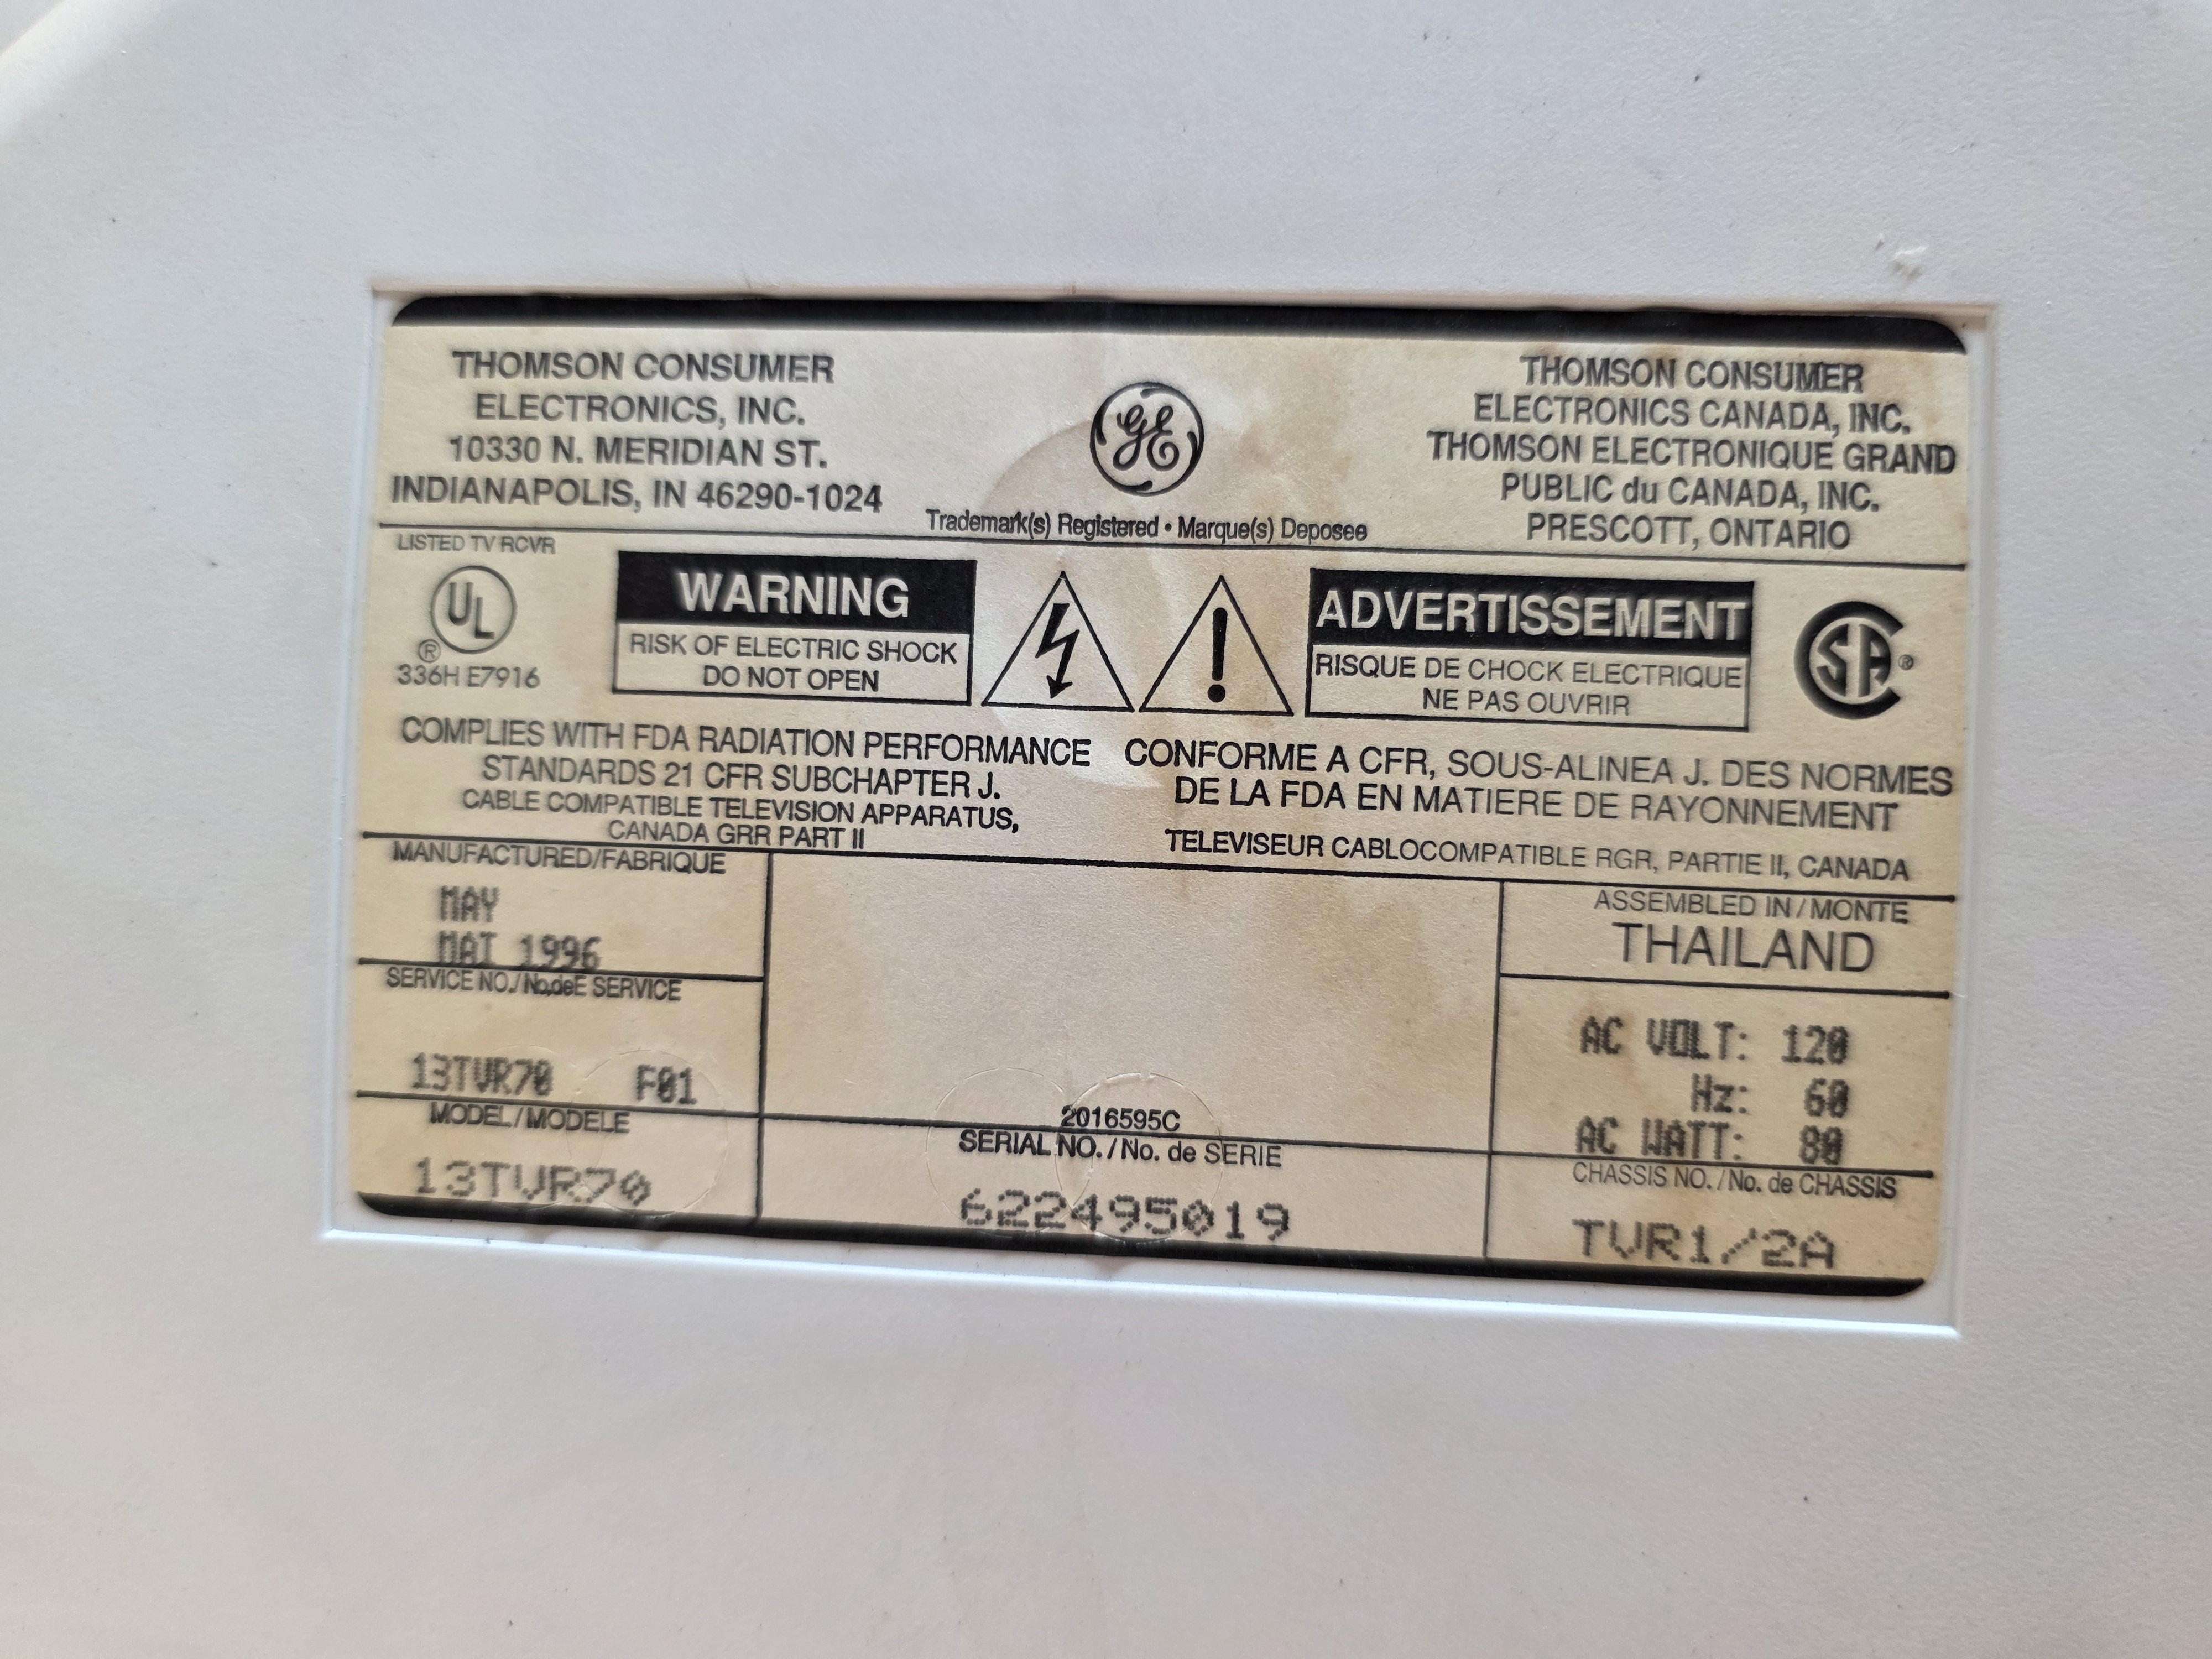 THOMSON CONSUMER
ELECTRONICS, INC.
10330 N. MERIDIAN ST.
INDIANAPOLIS, IN 46290-1024
GE
Trademark(s) Registered • Marque(s) Deposee
THOMSON CONSUMER
ELECTRONICS CANADA, INC.
THOMSON ELECTRONIQUE GRAND
PUBLIC du CANADA, INC.
PRESCOTT, ONTARIO
LISTED TV RCVR
UL
®
336H E7916
WARNING
RISK OF ELECTRIC SHOCK
DO NOT OPEN
ADVERTISSEMENT
RISQUE DE CHOCK ELECTRIQUE
NE PAS OUVRIR
CSA®
COMPLIES WITH FDA RADIATION PERFORMANCE
STANDARDS 21 CFR SUBCHAPTER J.
CABLE COMPATIBLE TELEVISION APPARATUS,
CANADA GRR PART II
CONFORME A CFR, SOUS-ALINEA J. DES NORMES
DE LA FDA EN MATIERE DE RAYONNEMENT
TELEVISEUR CABLOCOMPATIBLE RGR, PARTIE II, CANADA
MANUFACTURED/FABRIQUE
MAY
MAI 1996
SERVICE NO./No,deE SERVICE
13TVR70 F01
MODEL/MODELE
13TVR70
2016595C
SERIAL NO./No. de SERIE
622495019
ASSEMBLED IN/MONTE
THAILAND
AC VOLT: 120
Hz: 60
AC WATT: 80
CHASSIS NO./No. de CHASSIS
TVR1/2A